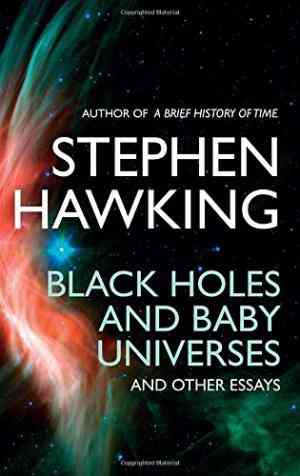 AUTHOR OF A BRIEF HISTORY OF TIME
STEPHEN
HAWKING
BLACK HOLES
AND BABY
UNIVERSES
AND OTHER ESSAYS